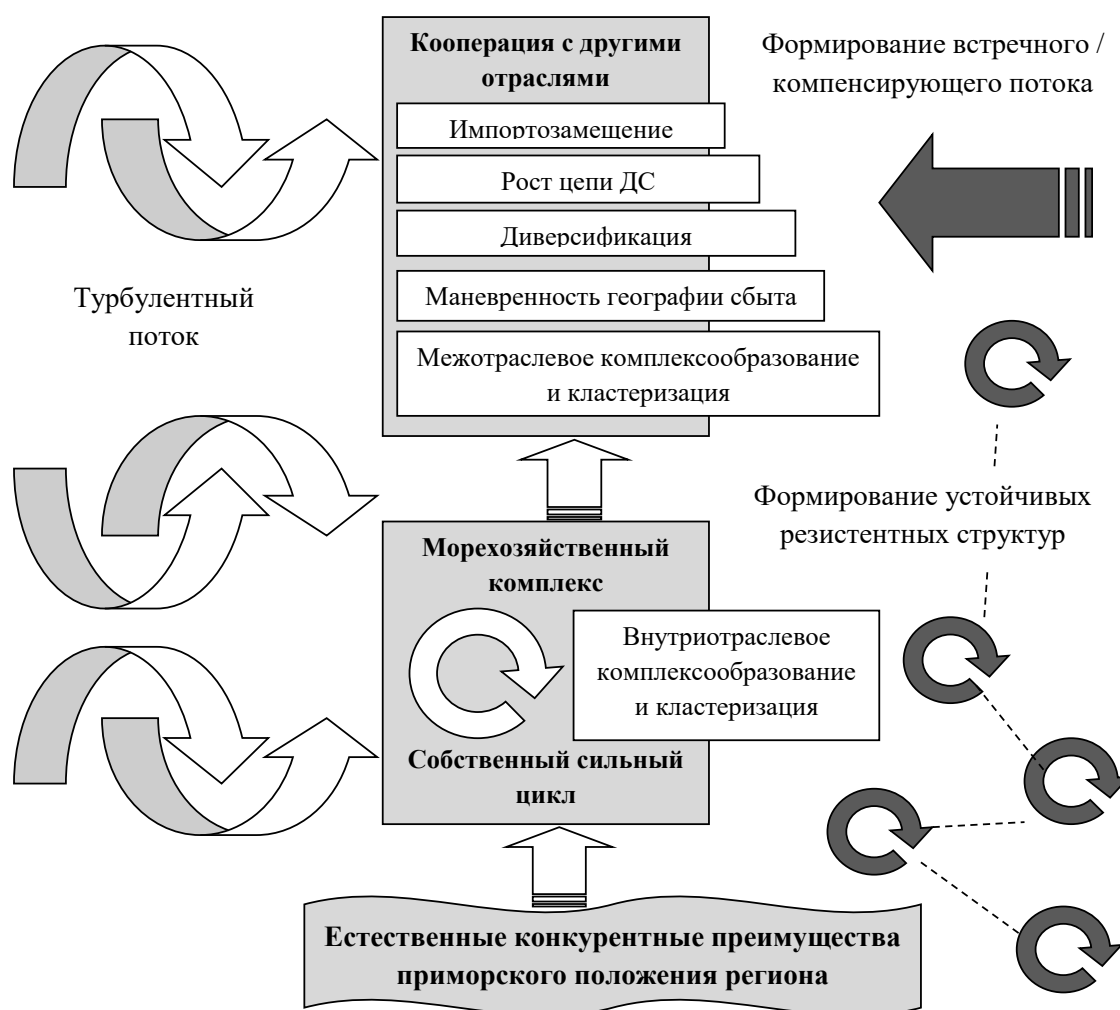 Кооперация с другими
отраслями
Импортозамещение
Рост цепи ДС
Диверсификация
Маневренность географии сбыта
Межотраслевое комплексообразование
и кластеризация
Формирование встречного /
компенсирующего потока
Турбулентный
поток
Формирование устойчивых
резистентных структур
Морехозяйственный
комплекс
Внутриотраслевое
комплексообразование
и кластеризация
Собственный сильный
цикл
Естественные конкурентные преимущества
приморского положения региона